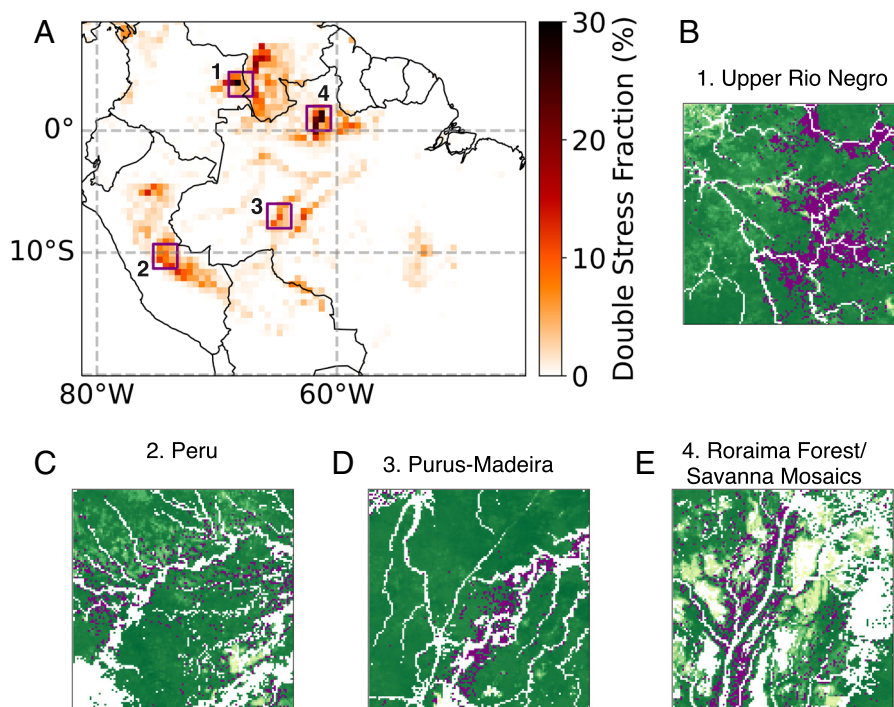 A
30
B
1. Upper Rio Negro
1
4
0°
20
3
10°S
2
10
0
80°W
60°W
Double Stress Fraction (%)
C
2. Peru
D
3. Purus-Madeira
E
4. Roraima Forest/
Savanna Mosaics